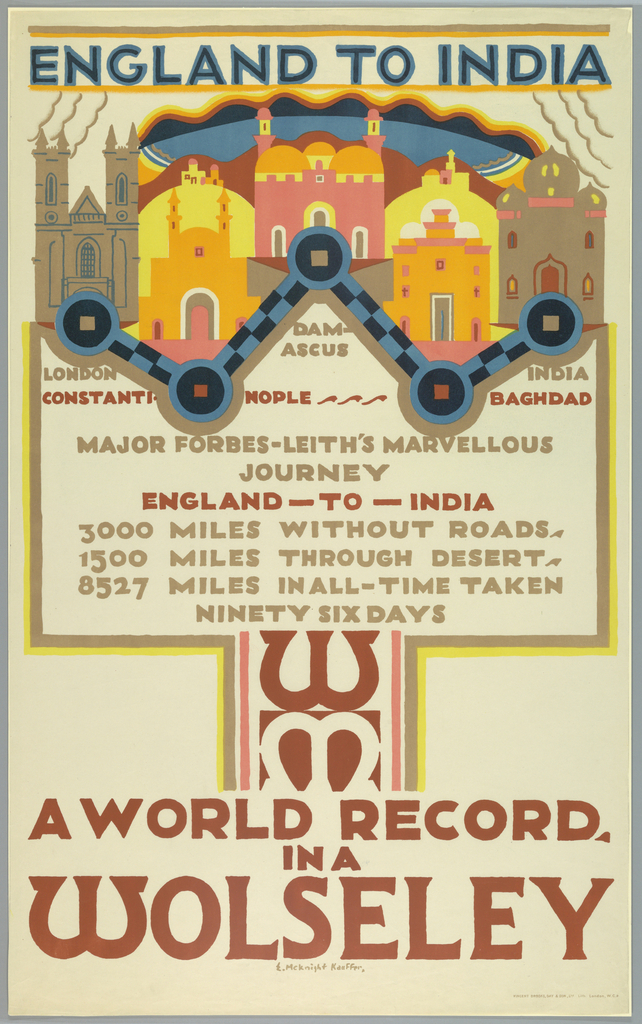 ENGLAND TO INDIA
DAM-
ASCUS
LONDON
INDIA
CONSTANTI-
NOPLE
BAGHDAD
MAJOR FORBES-LEITH'S MARVELLOUS
JOURNEY
ENGLAND—TO—INDIA
3000 MILES WITHOUT ROADS
1500 MILES THROUGH DESERT
8527 MILES IN ALL-TIME TAKEN
NINETY SIX DAYS
W
A WORLD RECORD,
IN A
WOLSELEY
E. McKnight Kauffer.